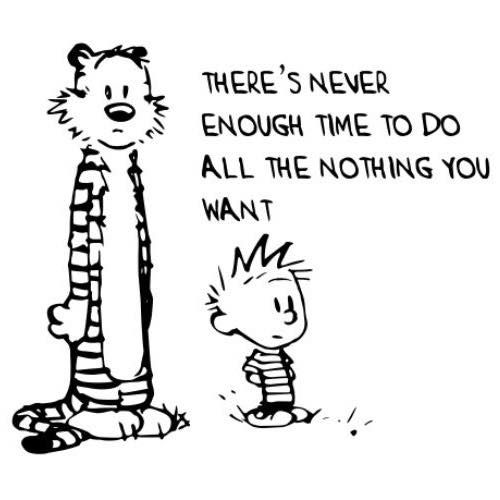 THERE'S NEVER
ENOUGH TIME TO DO
ALL THE NOTHING YOU
WANT